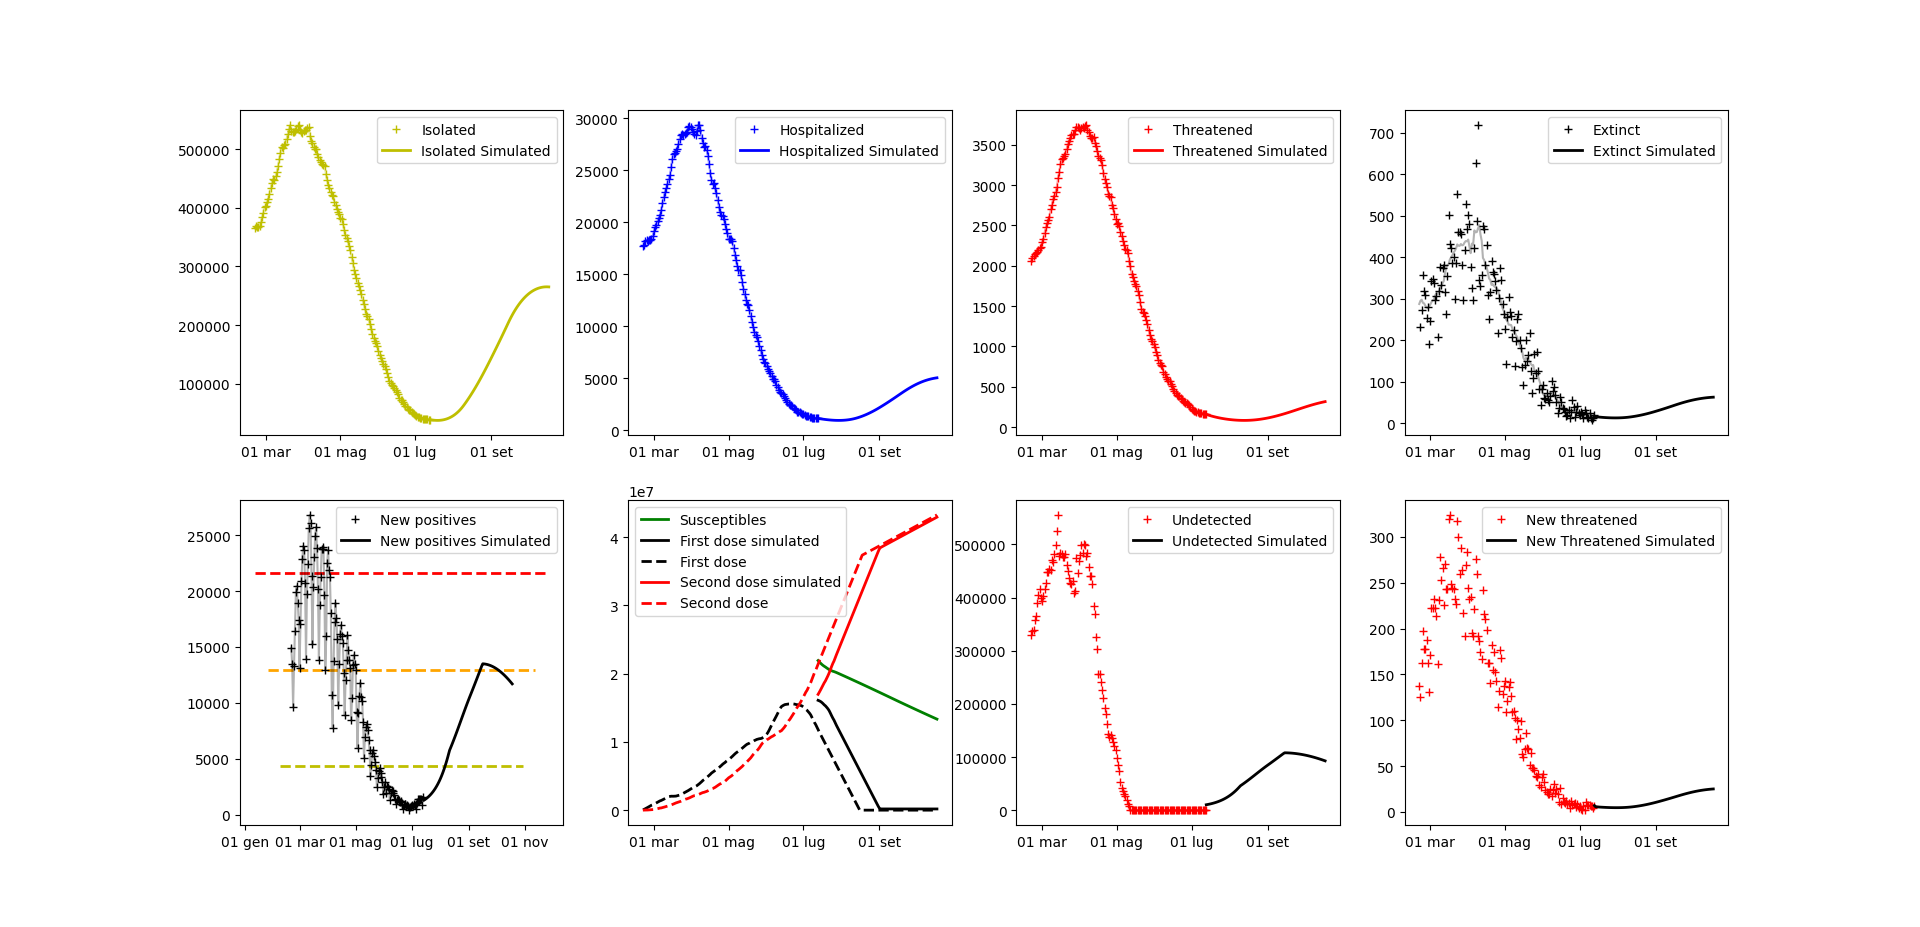 Isolated
Isolated Simulated
500000
400000
300000
200000
100000
01 mar 01 mag 01 lug 01 set
Hospitalized
Hospitalized Simulated
30000
25000
20000
15000
10000
5000
0
01 mar 01 mag 01 lug 01 set
Threatened
Threatened Simulated
3500
3000
2500
2000
1500
1000
500
0
01 mar 01 mag 01 lug 01 set
Extinct
Extinct Simulated
700
600
500
400
300
200
100
0
01 mar 01 mag 01 lug 01 set
New positives
New positives Simulated
25000
20000
15000
10000
5000
0
01 gen 01 mar 01 mag 01 lug 01 set 01 nov
1e7
Susceptibles
First dose simulated
First dose
Second dose simulated
Second dose
4
3
2
1
0
01 mar 01 mag 01 lug 01 set
Undetected
Undetected Simulated
500000
400000
300000
200000
100000
0
01 mar 01 mag 01 lug 01 set
New threatened
New Threatened Simulated
300
250
200
150
100
50
0
01 mar 01 mag 01 lug 01 set